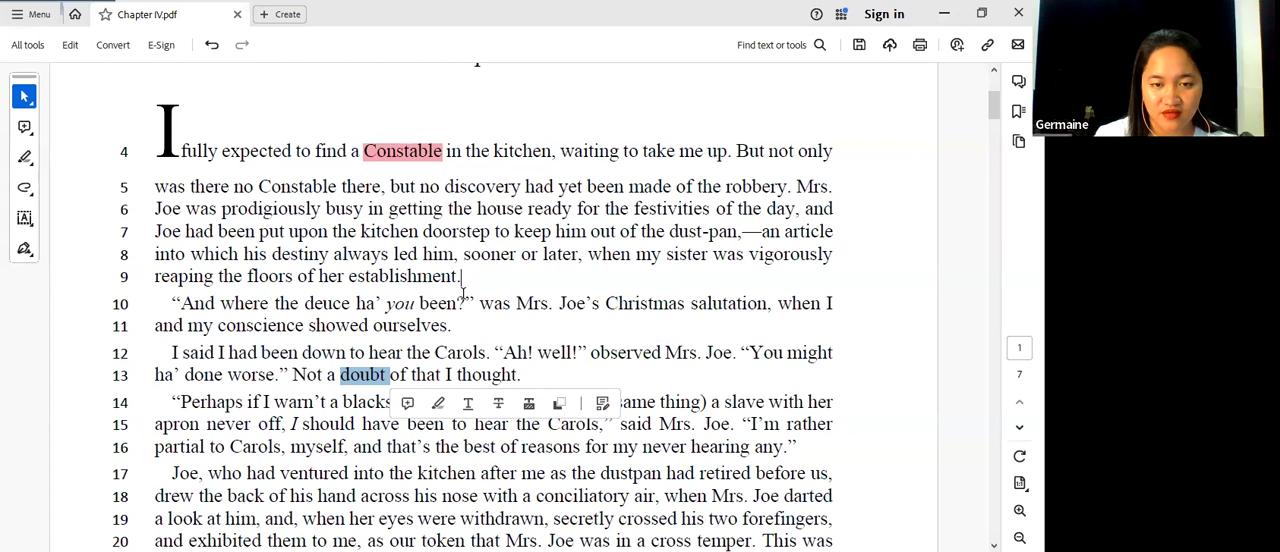 Menu
Chapter IV.pdf
Create
Sign in
All tools
Edit
Convert
E-Sign
Find text or tools
Germaine
4 I fully expected to find a Constable in the kitchen, waiting to take me up. But not only
5 was there no Constable there, but no discovery had yet been made of the robbery. Mrs.
6 Joe was prodigiously busy in getting the house ready for the festivities of the day, and
7 Joe had been put upon the kitchen doorstep to keep him out of the dust-pan,—an article
8 into which his destiny always led him, sooner or later, when my sister was vigorously
9 reaping the floors of her establishment.
10 “And where the deuce ha’ you been?” was Mrs. Joe’s Christmas salutation, when I
11 and my conscience showed ourselves.
12 I said I had been down to hear the Carols. “Ah! well!” observed Mrs. Joe. “You might
13 ha’ done worse.” Not a doubt of that I thought.
14 “Perhaps if I warn’t a blacks same thing) a slave with her
15 apron never off, I should have been to hear the Carols,” said Mrs. Joe. “I’m rather
16 partial to Carols, myself, and that’s the best of reasons for my never hearing any.”
17 Joe, who had ventured into the kitchen after me as the dustpan had retired before us,
18 drew the back of his hand across his nose with a conciliatory air, when Mrs. Joe darted
19 a look at him, and, when her eyes were withdrawn, secretly crossed his two forefingers,
20 and exhibited them to me, as our token that Mrs. Joe was in a cross temper. This was
1
7